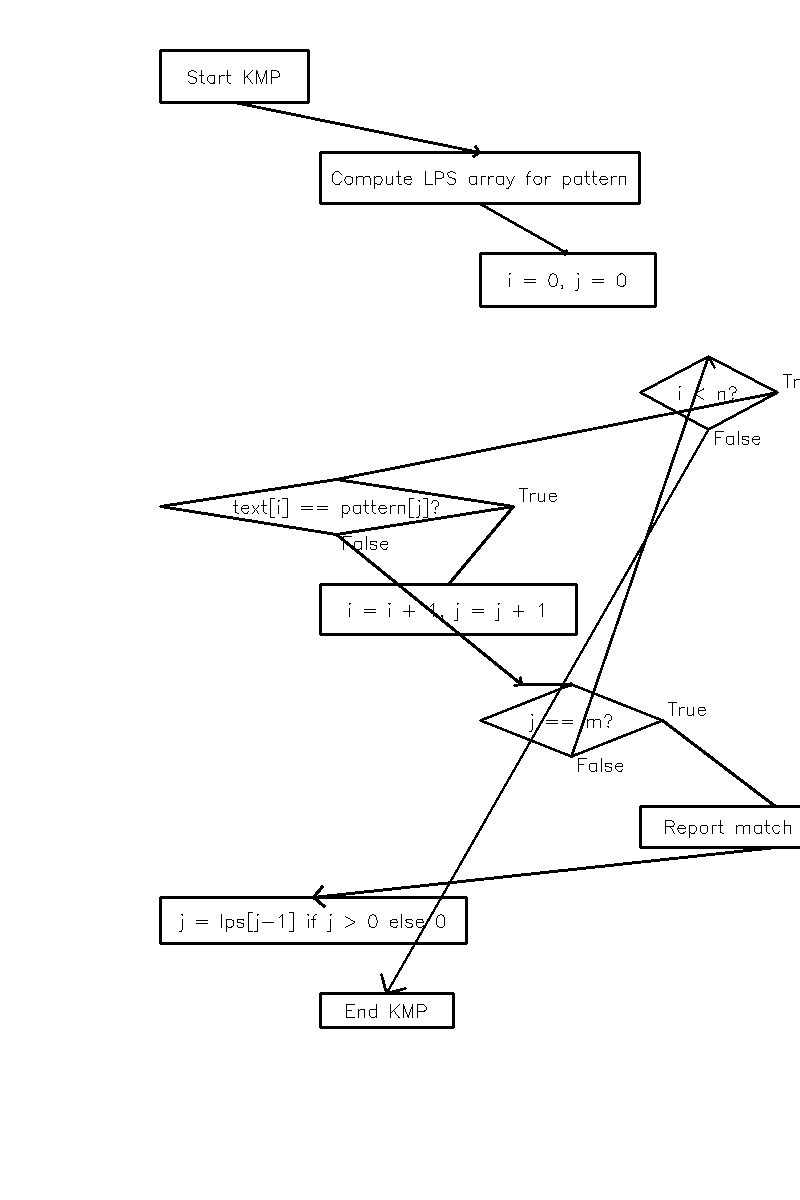 Start KMP
Compute LPS array for pattern
i = 0, j = 0
Tr
i < n?
False
True
text[i] == pattern[j]?
False
i = i + 1, j = j + 1
True
j == m?
False
Report match
j = lps[j-1] if j > 0 else 0
End KMP